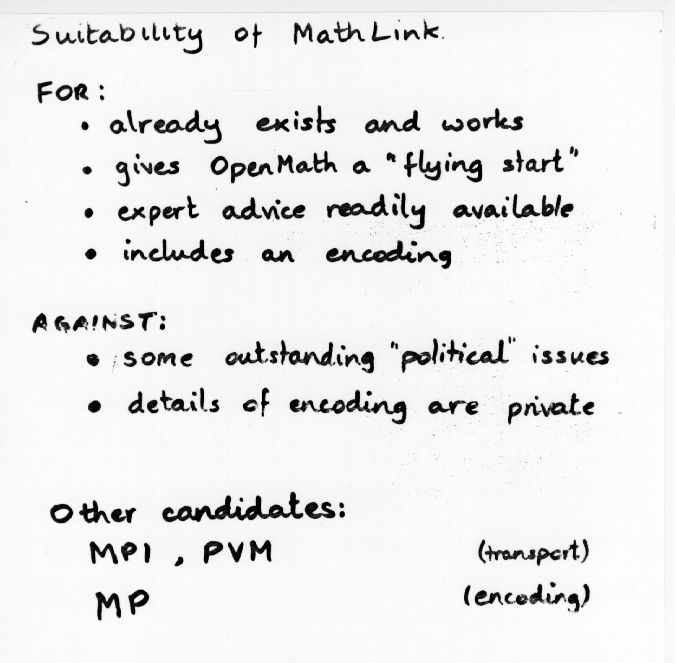 Suitability of MathLink.
FOR:
• already exists and works
• gives OpenMath a "flying start"
• expert advice readily available
• includes an encoding
AGAINST:
• some outstanding "political" issues
• details of encoding are private
Other candidates:
MPI, PVM (transport)
MP (encoding)